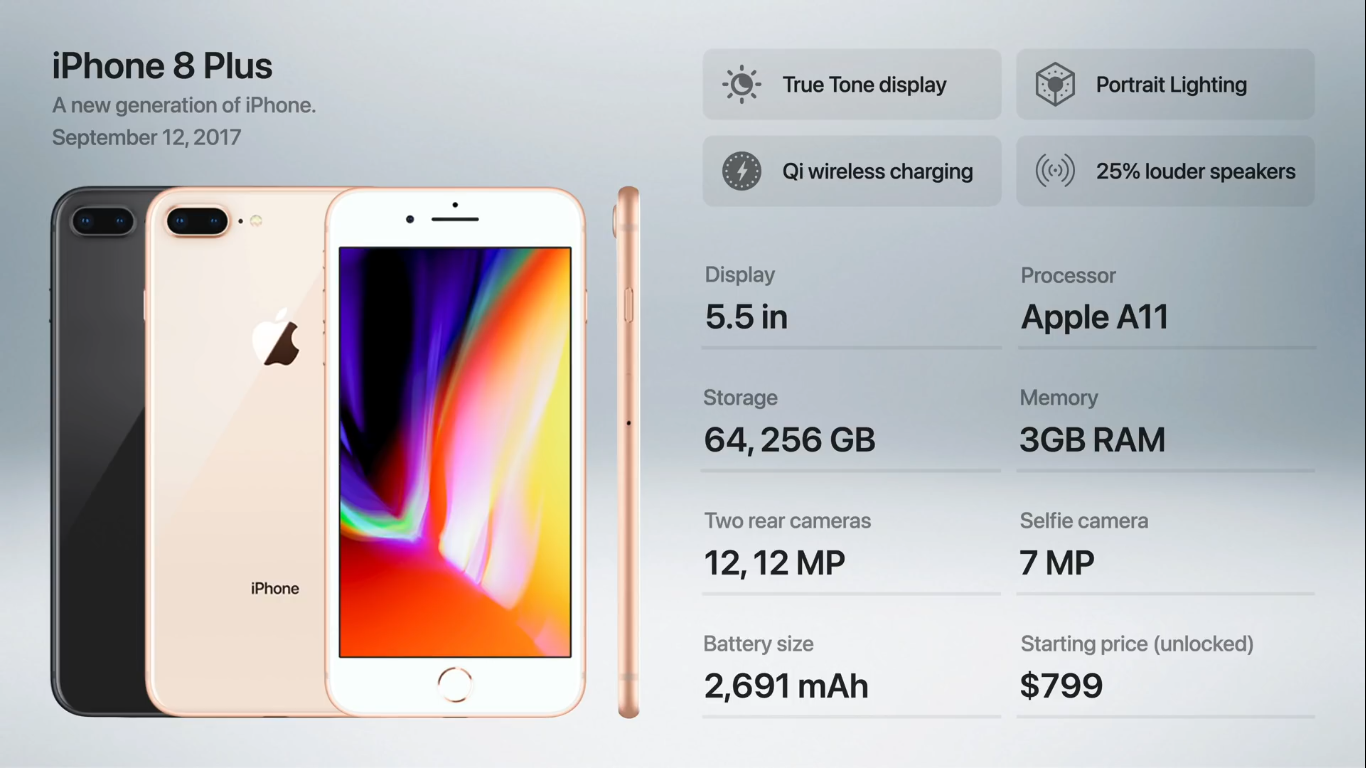 iPhone 8 Plus
A new generation of iPhone.
September 12, 2017
iPhone
True Tone display
Portrait Lighting
Qi wireless charging
25% louder speakers
Display
5.5 in
Processor
Apple A11
Storage
64, 256 GB
Memory
3GB RAM
Two rear cameras
12, 12 MP
Selfie camera
7 MP
Battery size
2,691 mAh
Starting price (unlocked)
$799